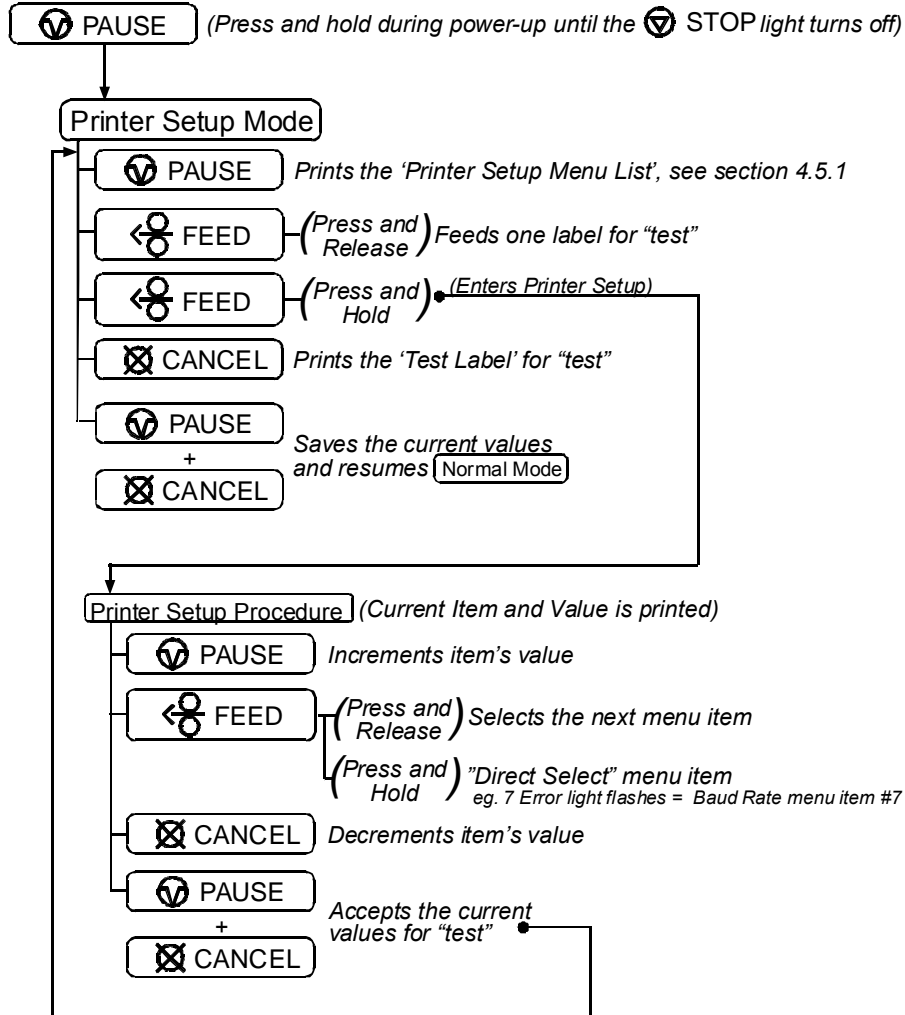 PAUSE (Press and hold during power-up until the STOP light turns off)
Printer Setup Mode
PAUSE Prints the 'Printer Setup Menu List', see section 4.5.1
FEED (Press and Release) Feeds one label for “test”
FEED (Press and Hold) (Enters Printer Setup)
CANCEL Prints the 'Test Label' for “test”
PAUSE
+
CANCEL
Saves the current values
and resumes Normal Mode
Printer Setup Procedure (Current Item and Value is printed)
PAUSE Increments item's value
FEED (Press and Release) Selects the next menu item
(Press and Hold) ”Direct Select” menu item
eg. 7 Error light flashes = Baud Rate menu item #7
CANCEL Decrements item's value
PAUSE
+
CANCEL
Accepts the current
values for “test”